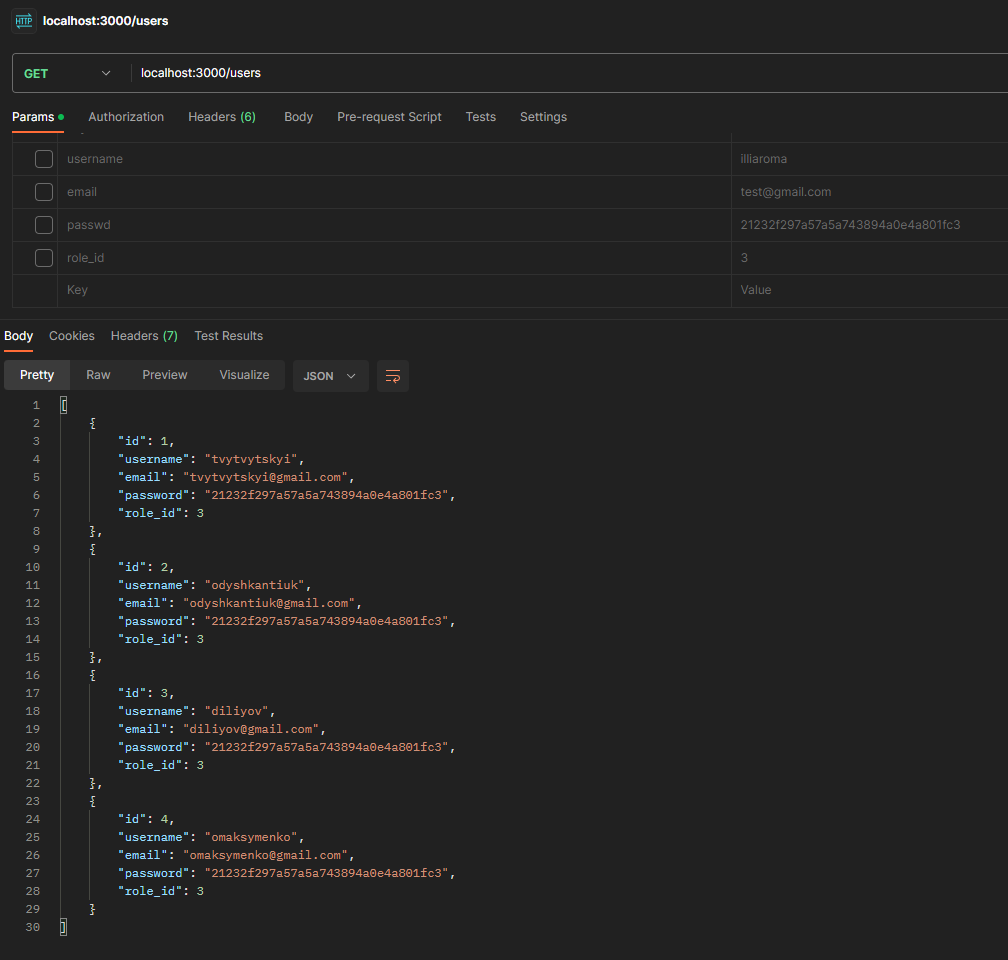 HTTP localhost:3000/users
GET localhost:3000/users
Params Authorization Headers (6) Body Pre-request Script Tests Settings
username illiaroma
email test@gmail.com
passwd 21232f297a57a5a743894a0e4a801fc3
role_id 3
Key Value
Body Cookies Headers (7) Test Results
Pretty Raw Preview Visualize JSON
1 [
2 {
3 "id": 1,
4 "username": "tvytvytskyi",
5 "email": "tvytvytskyi@gmail.com",
6 "password": "21232f297a57a5a743894a0e4a801fc3",
7 "role_id": 3
8 },
9 {
10 "id": 2,
11 "username": "odyshkantiuk",
12 "email": "odyshkantiuk@gmail.com",
13 "password": "21232f297a57a5a743894a0e4a801fc3",
14 "role_id": 3
15 },
16 {
17 "id": 3,
18 "username": "diliyov",
19 "email": "diliyov@gmail.com",
20 "password": "21232f297a57a5a743894a0e4a801fc3",
21 "role_id": 3
22 },
23 {
24 "id": 4,
25 "username": "omaksymenko",
26 "email": "omaksymenko@gmail.com",
27 "password": "21232f297a57a5a743894a0e4a801fc3",
28 "role_id": 3
29 }
30 ]